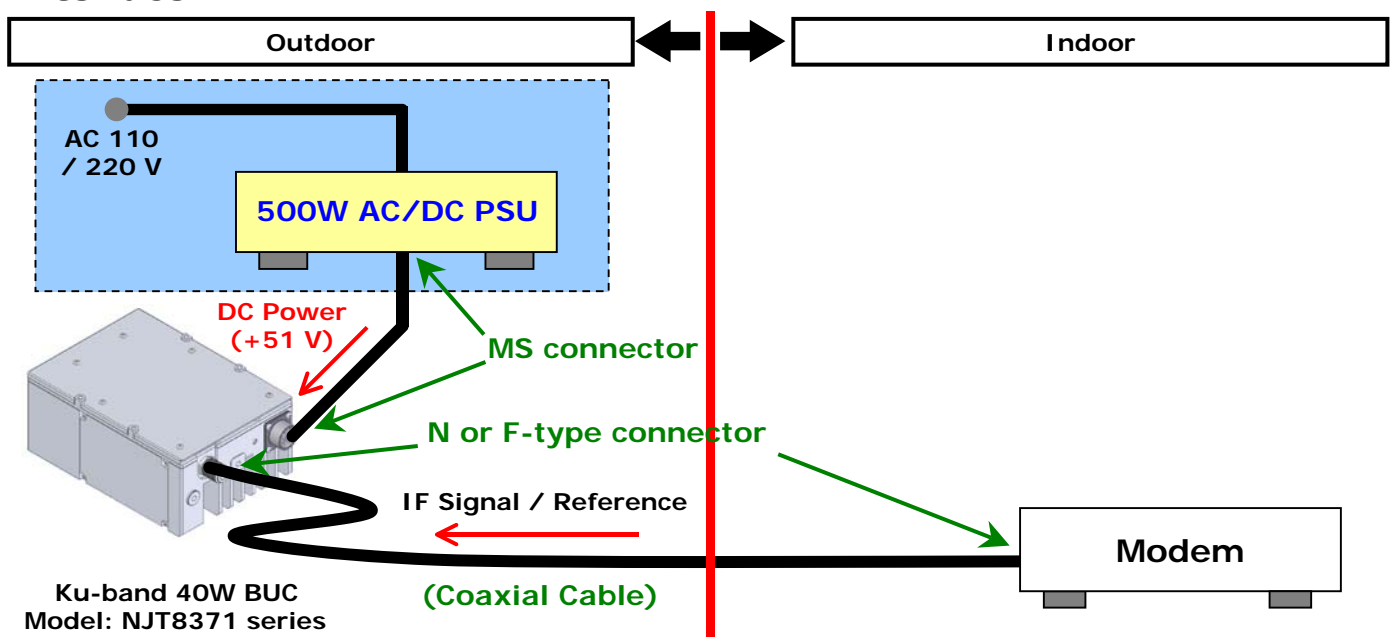 Outdoor
Indoor
AC 110
/ 220 V
500W AC/DC PSU
DC Power
(+51 V)
MS connector
N or F-type connector
IF Signal / Reference
(Coaxial Cable)
Modem
Ku-band 40W BUC
Model: NJT8371 series